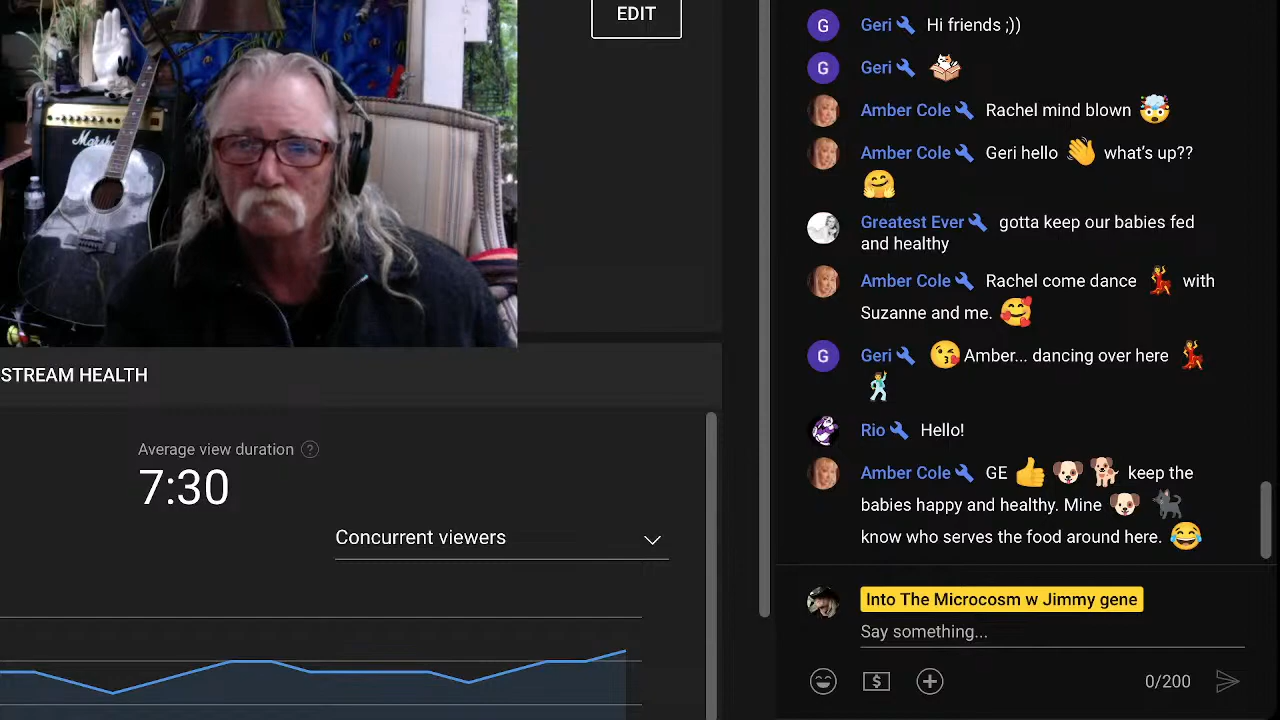 EDIT
Marshall
STREAM HEALTH
Average view duration ?
7:30
Concurrent viewers
G Geri Hi friends ;))
G Geri
Amber Cole Rachel mind blown 🤯
Amber Cole Geri hello 👋 what's up??
🤗
Greatest Ever gotta keep our babies fed
and healthy
Amber Cole Rachel come dance 💃 with
Suzanne and me. 🥰
G Geri 😘 Amber... dancing over here 💃
🕺
Rio Hello!
Amber Cole GE 👍 🐶 🐕 keep the
babies happy and healthy. Mine 🐶 🐈‍⬛
know who serves the food around here. 😂
Into The Microcosm w Jimmy gene
Say something...
$ 0/200